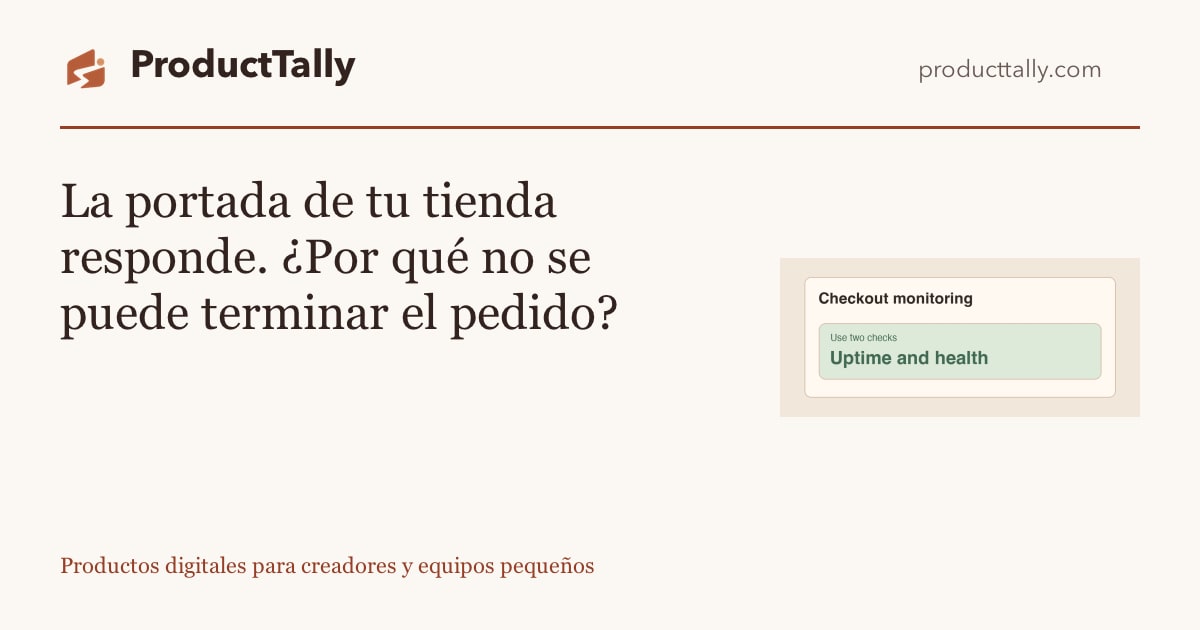 ProductTally
producttally.com
La portada de tu tienda
responde. ¿Por qué no se
puede terminar el pedido?
Checkout monitoring
Use two checks
Uptime and health
Productos digitales para creadores y equipos pequeños